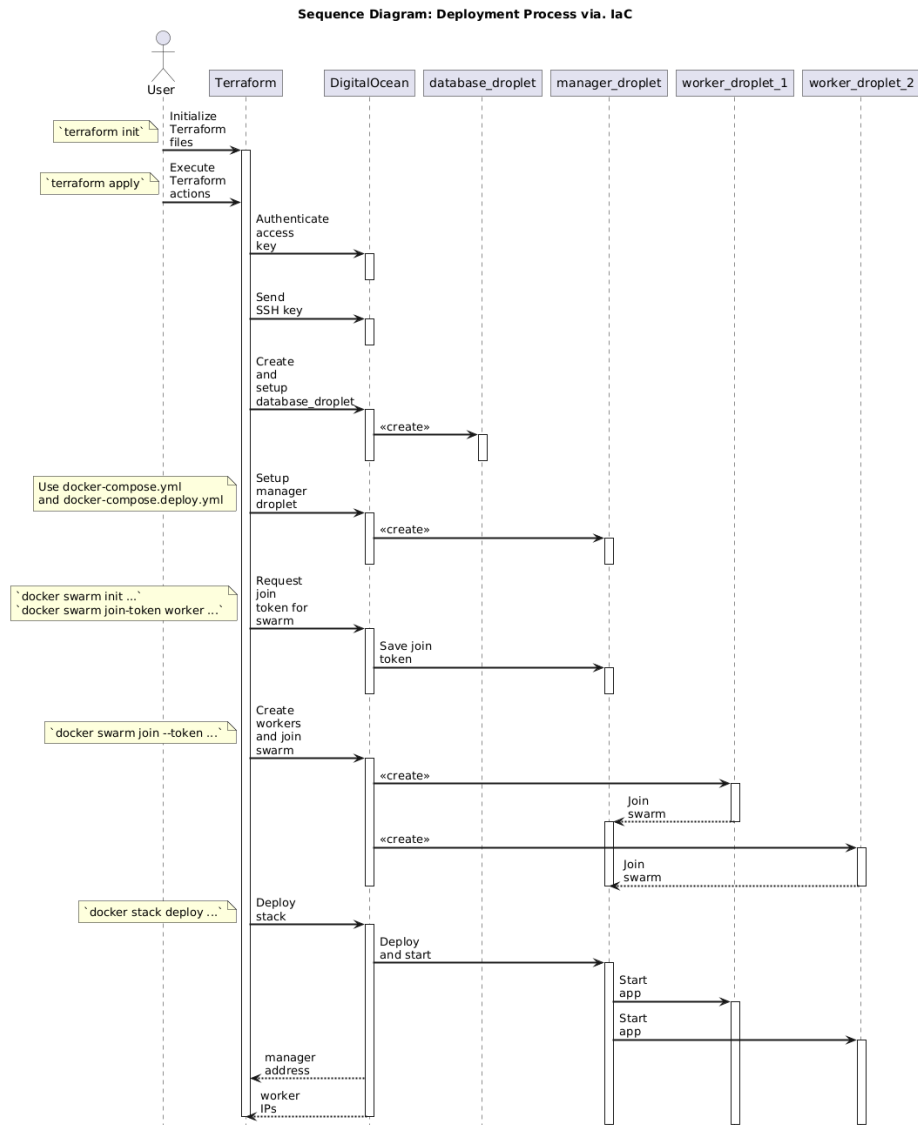 Sequence Diagram: Deployment Process via. IaC
User
Terraform
DigitalOcean
database_droplet
manager_droplet
worker_droplet_1
worker_droplet_2
`terraform init`
Initialize
Terraform
files
`terraform apply`
Execute
Terraform
actions
Authenticate
access
key
Send
SSH key
Create
and
setup
database_droplet
«create»
Use docker-compose.yml
and docker-compose.deploy.yml
Setup
manager
droplet
«create»
`docker swarm init ...`
`docker swarm join-token worker ...`
Request
join
token for
swarm
Save join
token
`docker swarm join --token ...`
Create
workers
and join
swarm
«create»
Join
swarm
«create»
Join
swarm
`docker stack deploy ...`
Deploy
stack
Deploy
and start
Start
app
Start
app
manager
address
worker
IPs